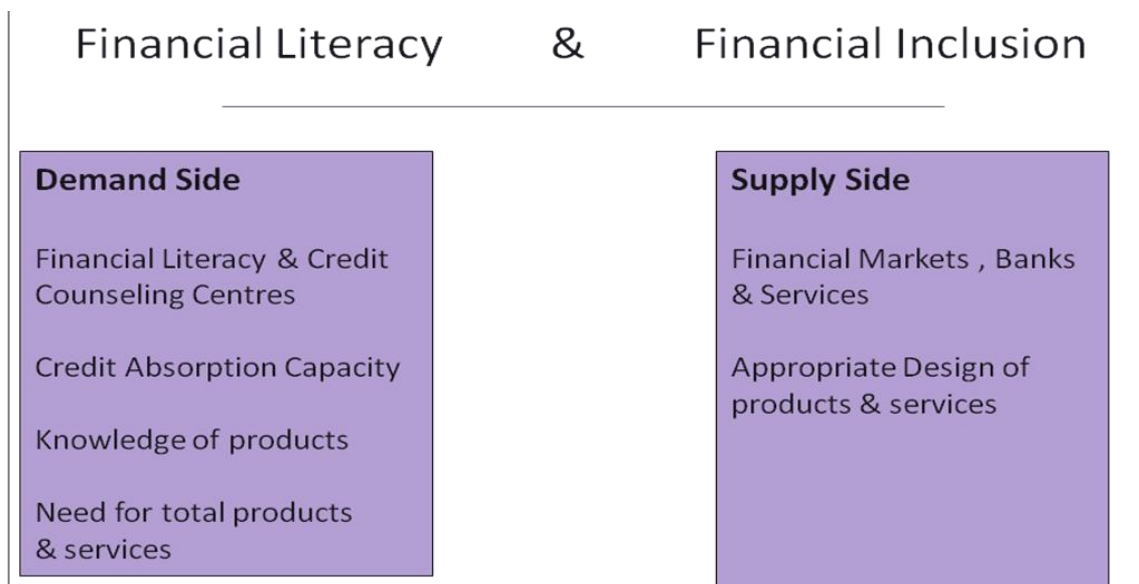 Financial Literacy & Financial Inclusion
Demand Side
Financial Literacy & Credit
Counseling Centres
Credit Absorption Capacity
Knowledge of products
Need for total products
& services
Supply Side
Financial Markets , Banks
& Services
Appropriate Design of
products & services